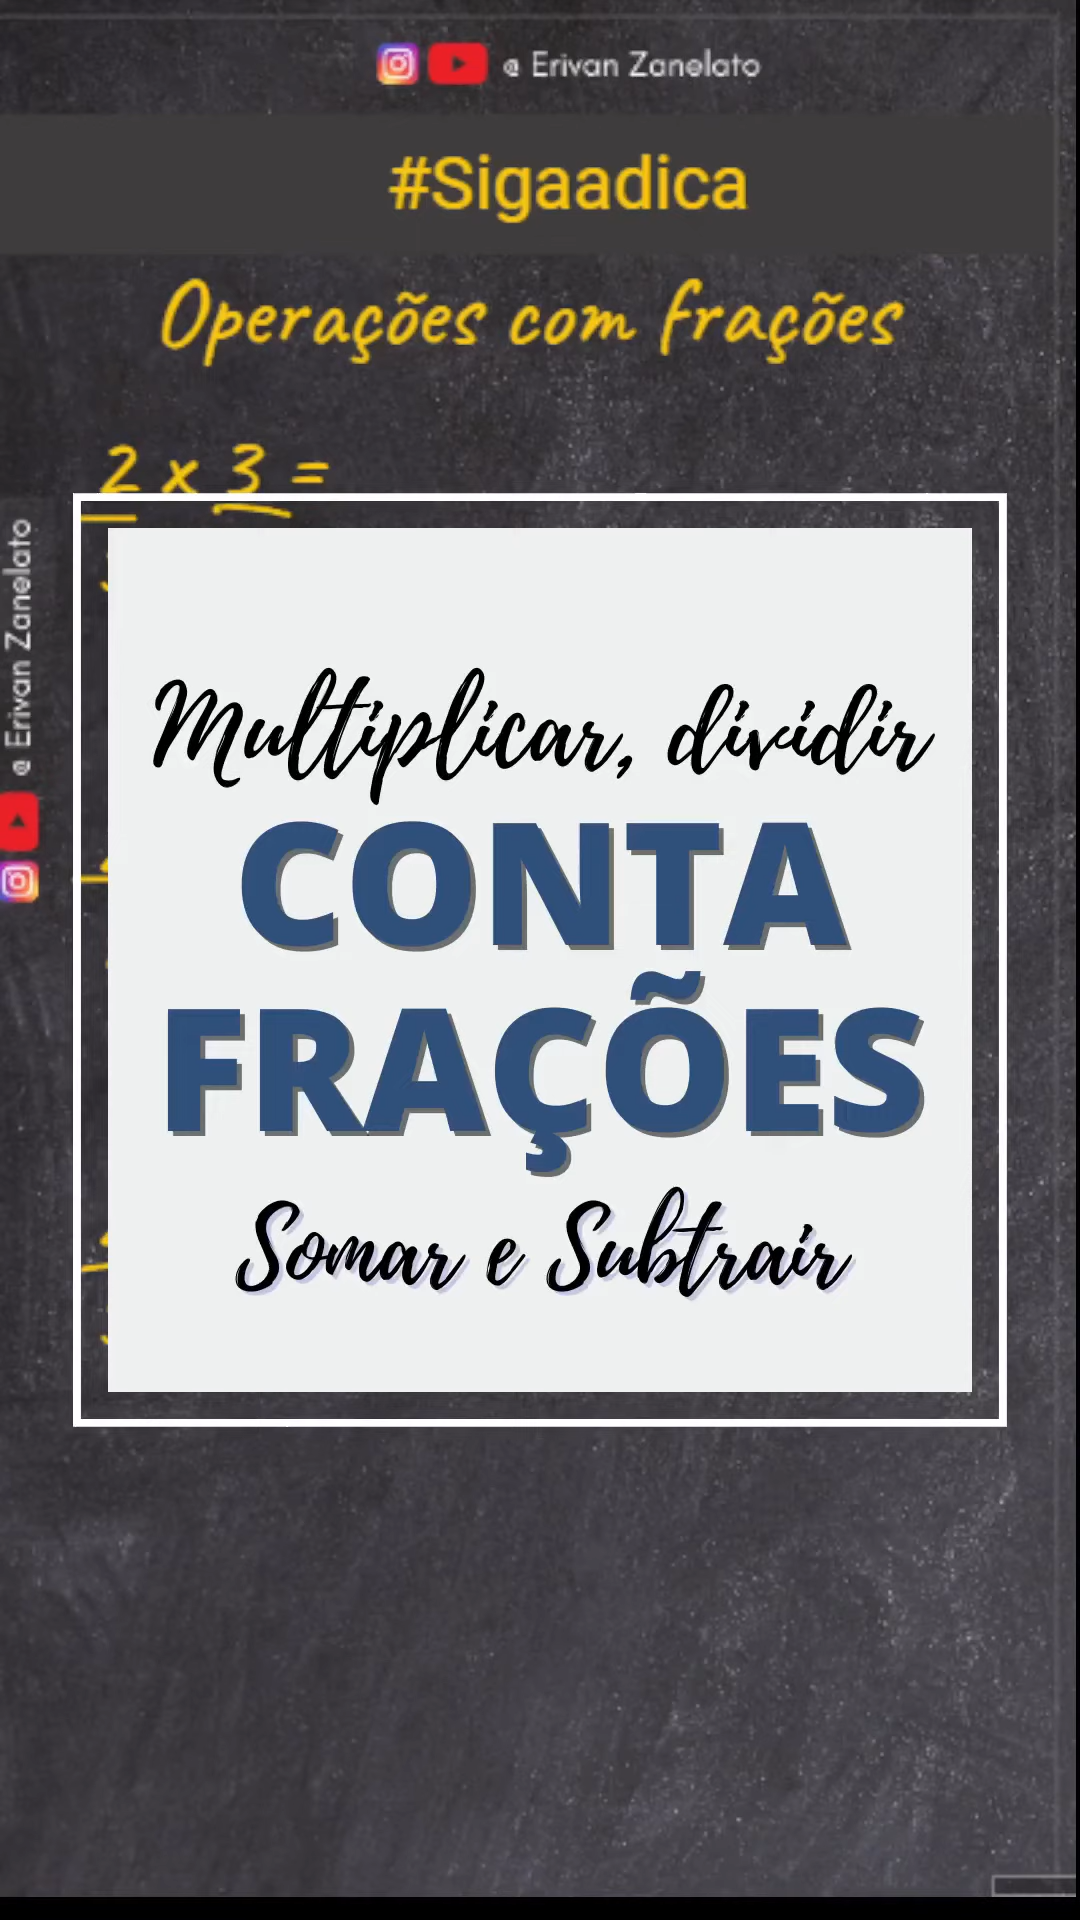 @ Erivan Zanelato
#Sigaadica
Operações com frações
2 x 3 =
@ Erivan Zanelato
Multiplicar, dividir
CONTA
FRAÇÕES
Somar e Subtrair